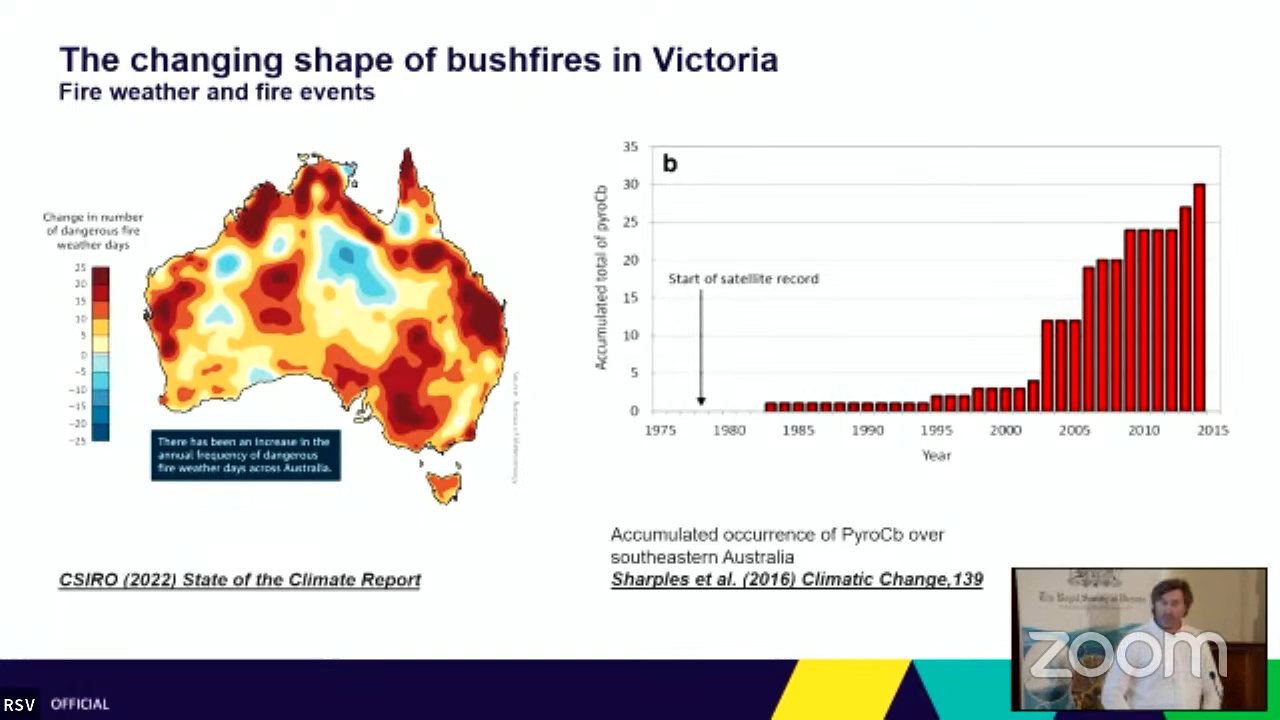 The changing shape of bushfires in Victoria
Fire weather and fire events
Change in number
of dangerous fire
weather days
25
20
15
10
5
0
−5
−10
−15
−20
−25
There has been an increase in the
annual frequency of dangerous
fire weather days across Australia.
CSIRO (2022) State of the Climate Report
b
Accumulated total of pyroCb
35
30
25
20
15
10
5
0
Start of satellite record
1975 1980 1985 1990 1995 2000 2005 2010 2015
Year
Accumulated occurrence of PyroCb over
southeastern Australia
Sharples et al. (2016) Climatic Change,139
The Royal Society of Victoria
zoom
RSV
OFFICIAL